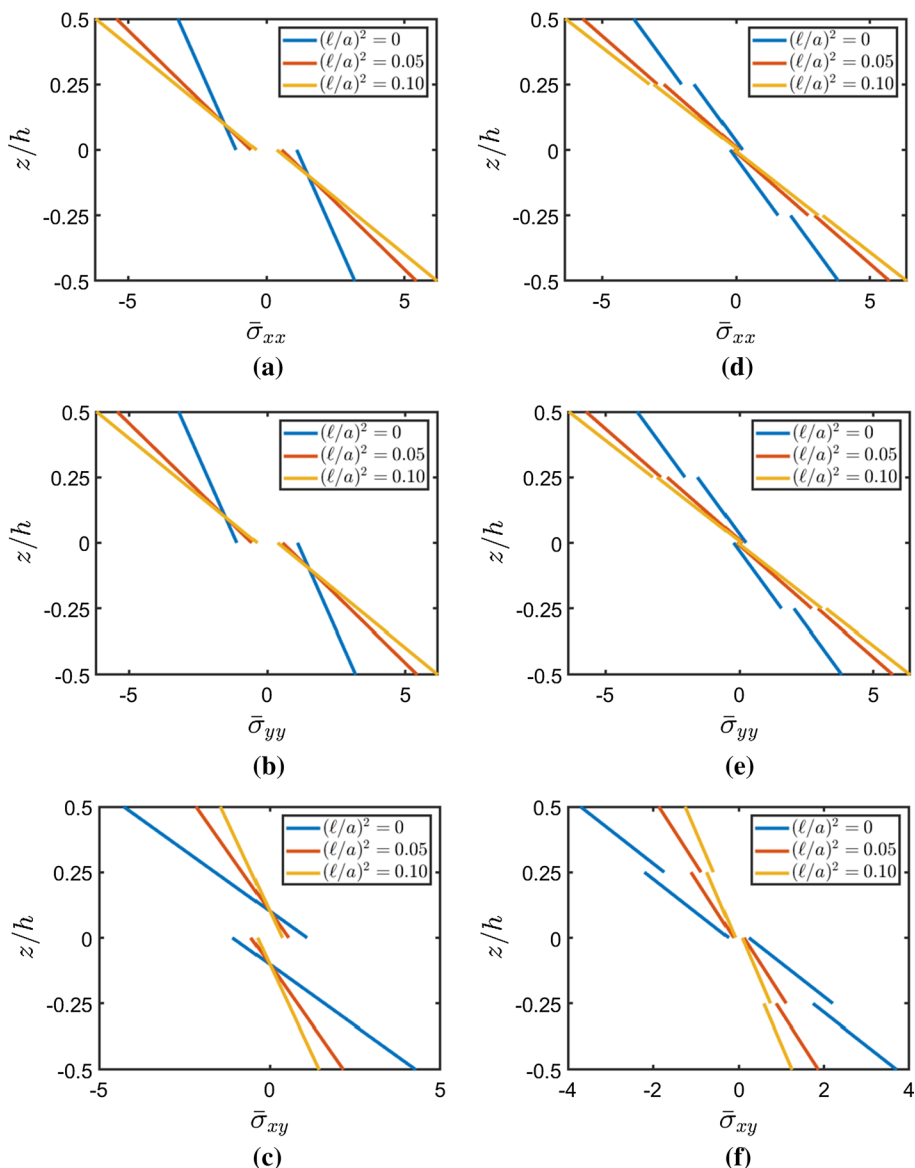 0.5
0.25
0
-0.25
-0.5
z/h
-5
0
5
(ℓ/a)² = 0
(ℓ/a)² = 0.05
(ℓ/a)² = 0.10
σ̄xx
(a)
0.5
0.25
0
-0.25
-0.5
z/h
-5
0
5
(ℓ/a)² = 0
(ℓ/a)² = 0.05
(ℓ/a)² = 0.10
σ̄xx
(d)
0.5
0.25
0
-0.25
-0.5
z/h
-5
0
5
(ℓ/a)² = 0
(ℓ/a)² = 0.05
(ℓ/a)² = 0.10
σ̄yy
(b)
0.5
0.25
0
-0.25
-0.5
z/h
-5
0
5
(ℓ/a)² = 0
(ℓ/a)² = 0.05
(ℓ/a)² = 0.10
σ̄yy
(e)
0.5
0.25
0
-0.25
-0.5
z/h
-5
0
5
(ℓ/a)² = 0
(ℓ/a)² = 0.05
(ℓ/a)² = 0.10
σ̄xy
(c)
0.5
0.25
0
-0.25
-0.5
z/h
-4
-2
0
2
4
(ℓ/a)² = 0
(ℓ/a)² = 0.05
(ℓ/a)² = 0.10
σ̄xy
(f)